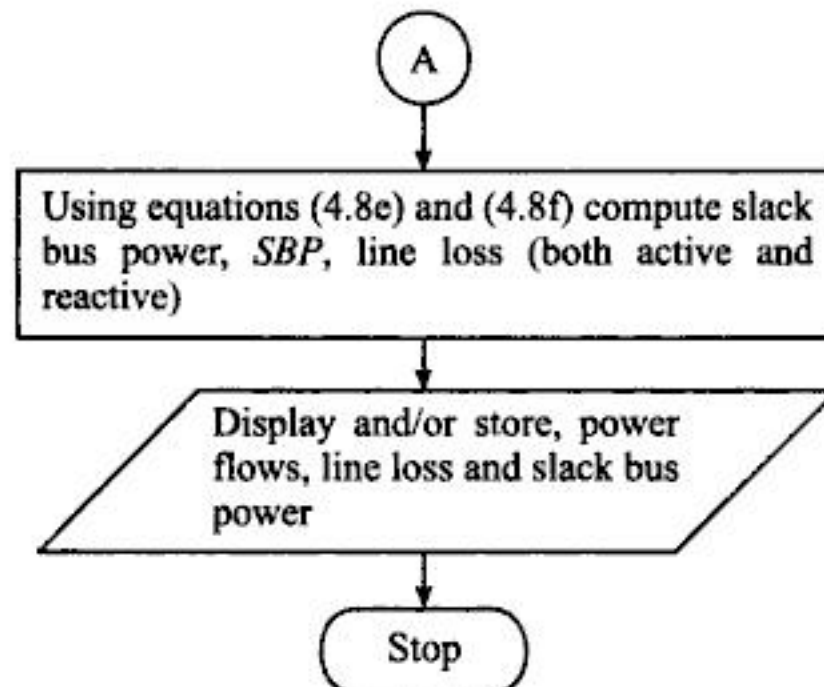 A
Using equations (4.8e) and (4.8f) compute slack
bus power, SBP, line loss (both active and
reactive)
Display and/or store, power
flows, line loss and slack bus
power
Stop